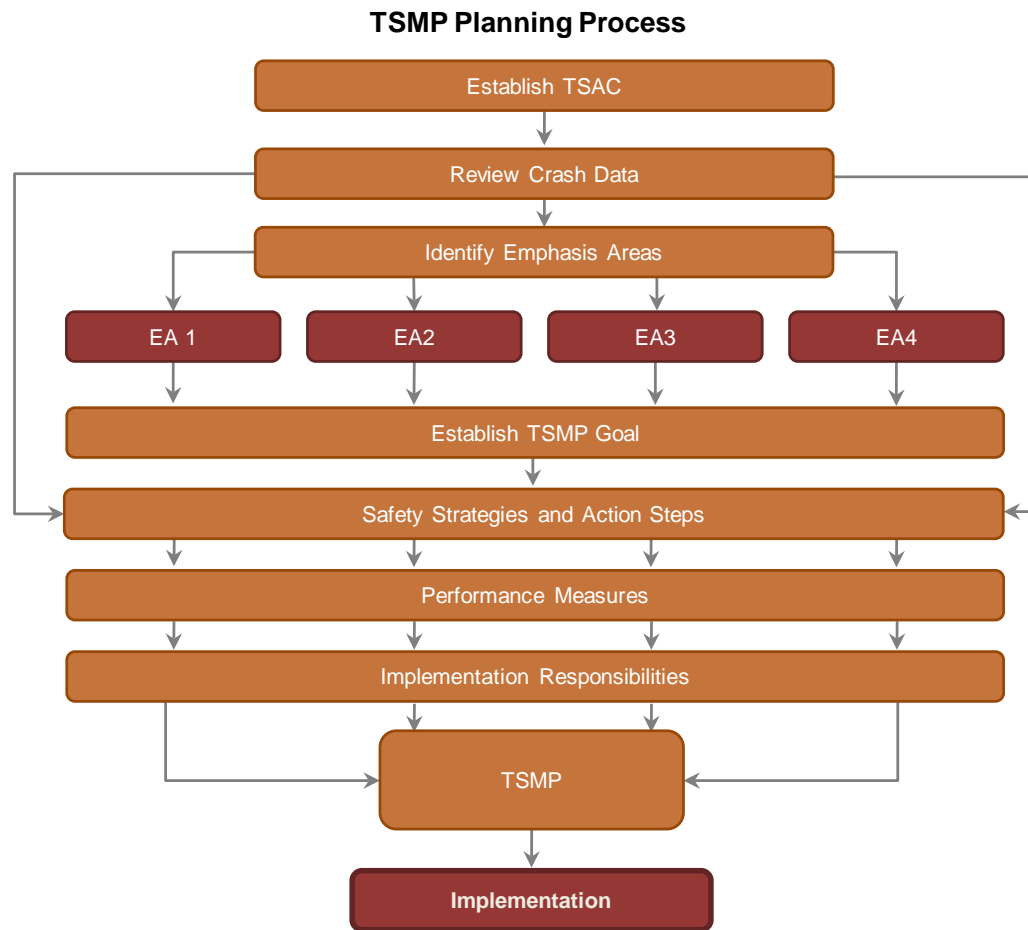 TSMP Planning Process
Establish TSAC
Review Crash Data
Identify Emphasis Areas
EA 1
EA2
EA3
EA4
Establish TSMP Goal
Safety Strategies and Action Steps
Performance Measures
Implementation Responsibilities
TSMP
Implementation